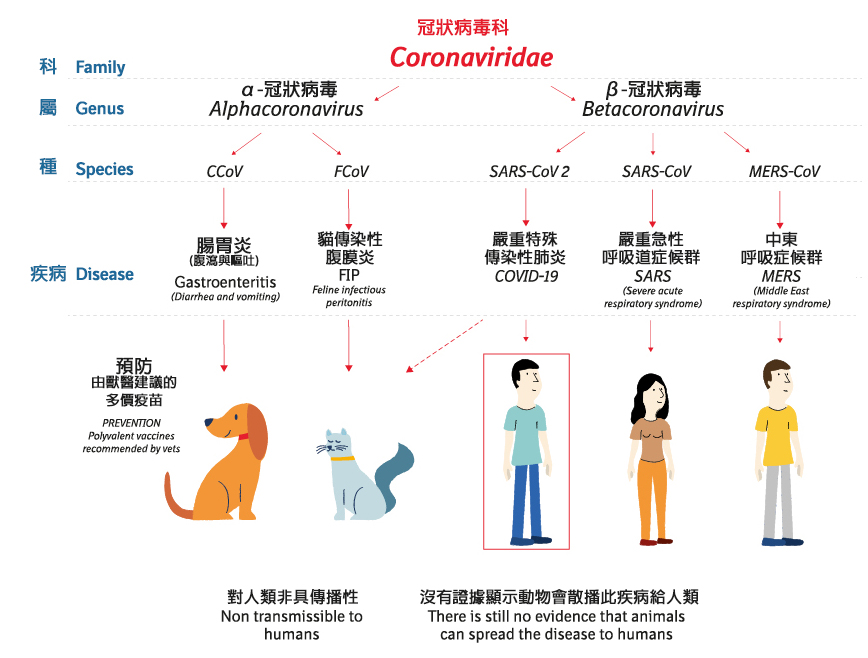 冠狀病毒科
Coronaviridae
科 Family
α-冠狀病毒
Alphacoronavirus
β-冠狀病毒
Betacoronavirus
屬 Genus
種 Species
CCoV
FCoV
SARS-CoV 2
SARS-CoV
MERS-CoV
疾病 Disease
腸胃炎
(腹瀉與嘔吐)
Gastroenteritis
(Diarrhea and vomiting)
貓傳染性
腹膜炎
FIP
Feline infectious
peritonitis
嚴重特殊
傳染性肺炎
COVID-19
嚴重急性
呼吸道症候群
SARS
(Severe acute
respiratory syndrome)
中東
呼吸症候群
MERS
(Middle East
respiratory syndrome)
預防
由獸醫建議的
多價疫苗
PREVENTION
Polyvalent vaccines
recommended by vets
對人類非具傳播性
Non transmissible to
humans
沒有證據顯示動物會散播此疾病給人類
There is still no evidence that animals
can spread the disease to humans